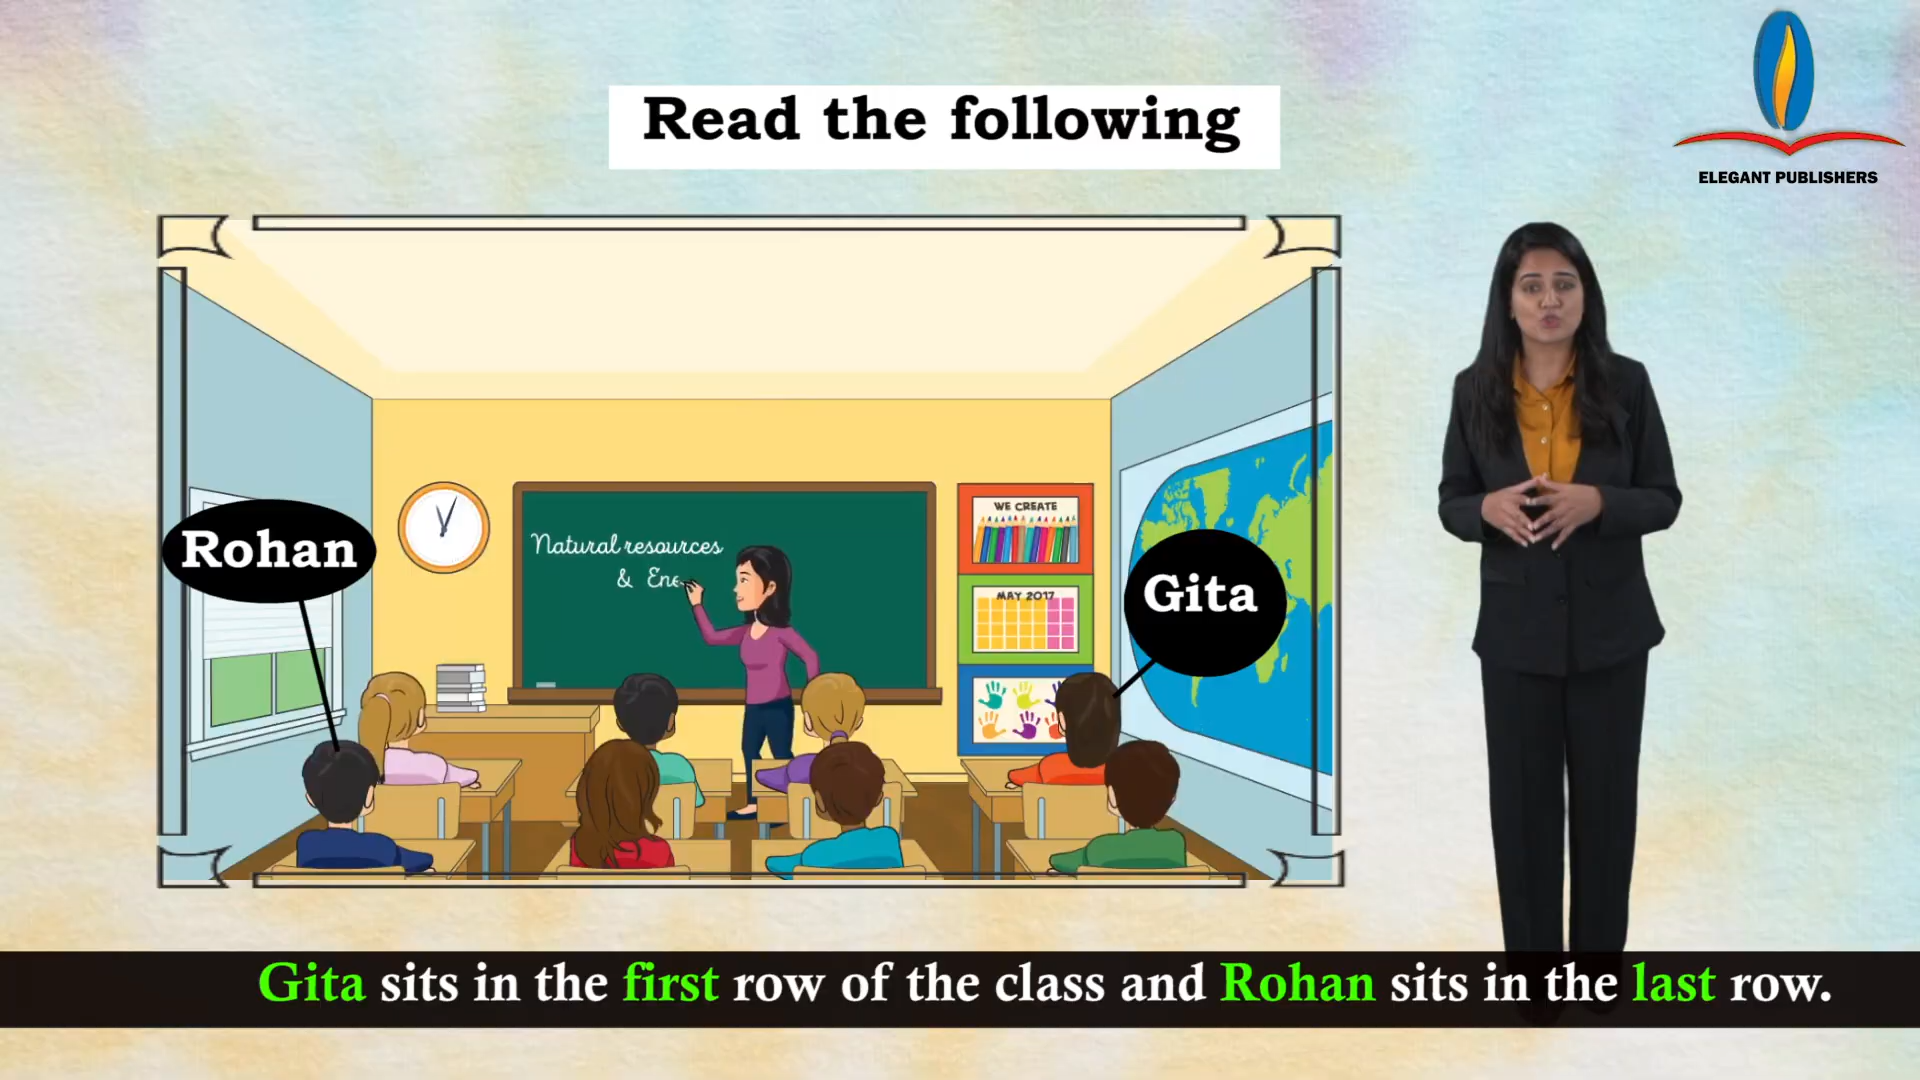 Read the following
ELEGANT PUBLISHERS
Rohan
Gita
Natural resources
& Ene
WE CREATE
MAY 2017
Gita sits in the first row of the class and Rohan sits in the last row.